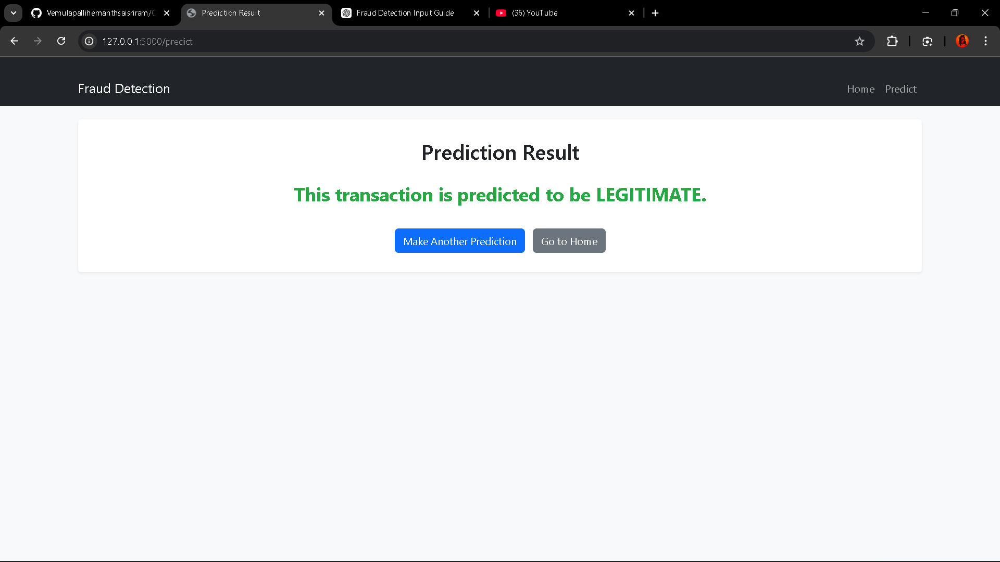 Vemulapallihemanthsaisriram/C
Prediction Result
Fraud Detection Input Guide
(36) YouTube
127.0.0.1:5000/predict
Fraud Detection
Home
Predict
Prediction Result
This transaction is predicted to be LEGITIMATE.
Make Another Prediction
Go to Home